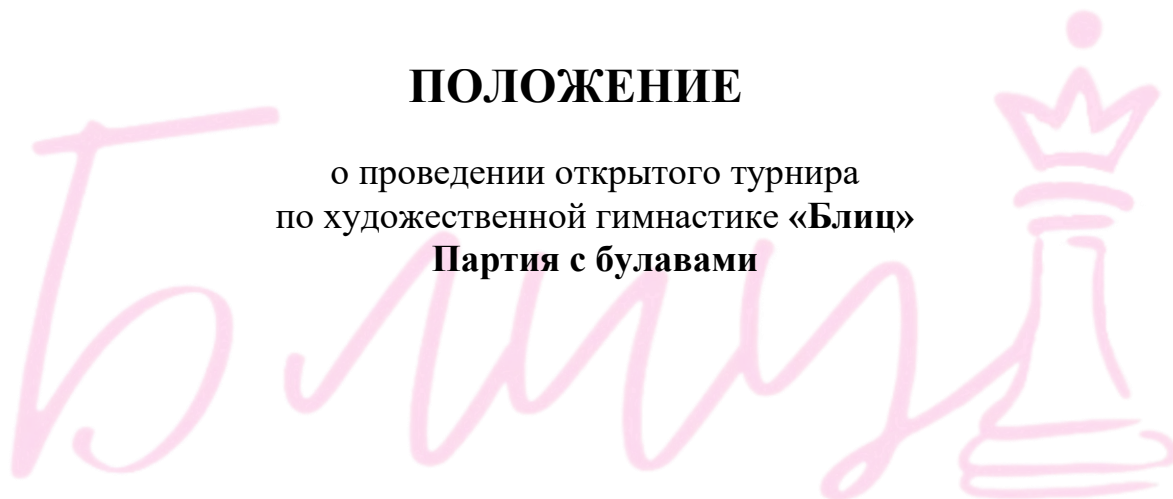 ПОЛОЖЕНИЕ
о проведении открытого турнира
по художественной гимнастике «Блиц»
Партия с булавами
Блиц